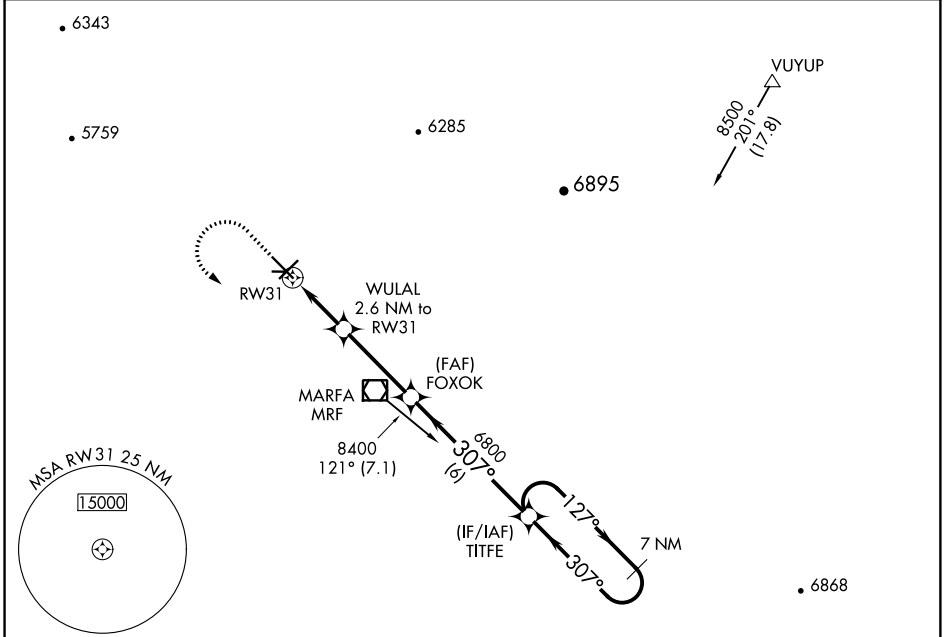 6343
VUYUP
5759
6285
8500
201°
(17.8)
6895
RW31
WULAL
2.6 NM to
RW31
(FAF)
FOXOK
MARFA
MRF
8400
121° (7.1)
6800
307°
(6)
MSA RW31 25 NM
15000
127°
(IF/IAF)
TITFE
7 NM
307°
6868